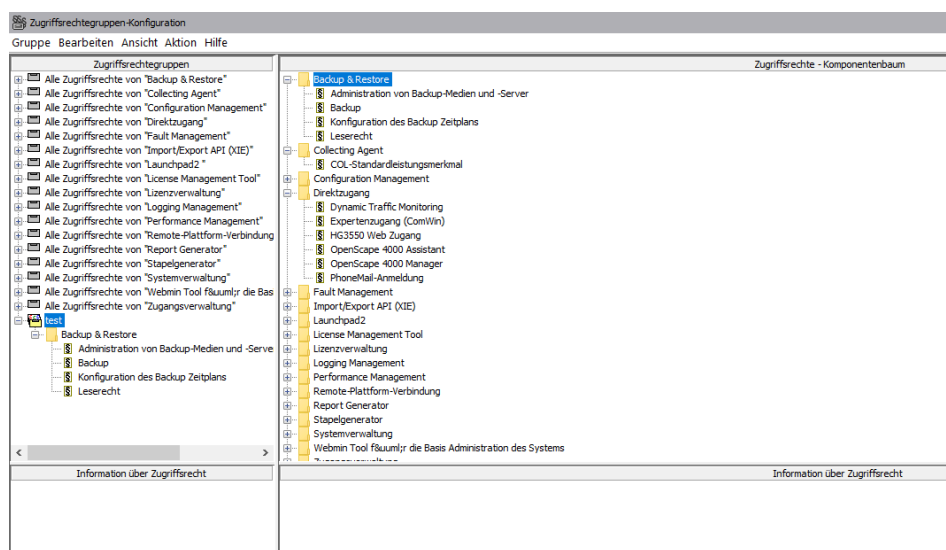 Zugriffsrechtegruppen-Konfiguration
Gruppe Bearbeiten Ansicht Aktion Hilfe
Zugriffsrechtegruppen
Alle Zugriffsrechte von "Backup & Restore"
Alle Zugriffsrechte von "Collecting Agent"
Alle Zugriffsrechte von "Configuration Management"
Alle Zugriffsrechte von "Direktzugang"
Alle Zugriffsrechte von "Fault Management"
Alle Zugriffsrechte von "Import/Export API (XIE)"
Alle Zugriffsrechte von "Launchpad2 "
Alle Zugriffsrechte von "License Management Tool"
Alle Zugriffsrechte von "Lizenzverwaltung"
Alle Zugriffsrechte von "Logging Management"
Alle Zugriffsrechte von "Performance Management"
Alle Zugriffsrechte von "Remote-Plattform-Verbindung
Alle Zugriffsrechte von "Report Generator"
Alle Zugriffsrechte von "Stapelgenerator"
Alle Zugriffsrechte von "Systemverwaltung"
Alle Zugriffsrechte von "Webmin Tool f&uuml;r die Bas
Alle Zugriffsrechte von "Zugangsverwaltung"
test
Backup & Restore
§ Administration von Backup-Medien und -Serve
§ Backup
§ Konfiguration des Backup Zeitplans
§ Leserecht
Information über Zugriffsrecht
Zugriffsrechte - Komponentenbaum
Backup & Restore
§ Administration von Backup-Medien und -Server
§ Backup
§ Konfiguration des Backup Zeitplans
§ Leserecht
Collecting Agent
§ COL-Standardleistungsmerkmal
Configuration Management
Direktzugang
§ Dynamic Traffic Monitoring
§ Expertenzugang (ComWin)
§ HG3550 Web Zugang
§ OpenScape 4000 Assistant
§ OpenScape 4000 Manager
§ PhoneMail-Anmeldung
Fault Management
Import/Export API (XIE)
Launchpad2
License Management Tool
Lizenzverwaltung
Logging Management
Performance Management
Remote-Plattform-Verbindung
Report Generator
Stapelgenerator
Systemverwaltung
Webmin Tool f&uuml;r die Basis Administration des Systems
Zugangsverwaltung
Information über Zugriffsrecht